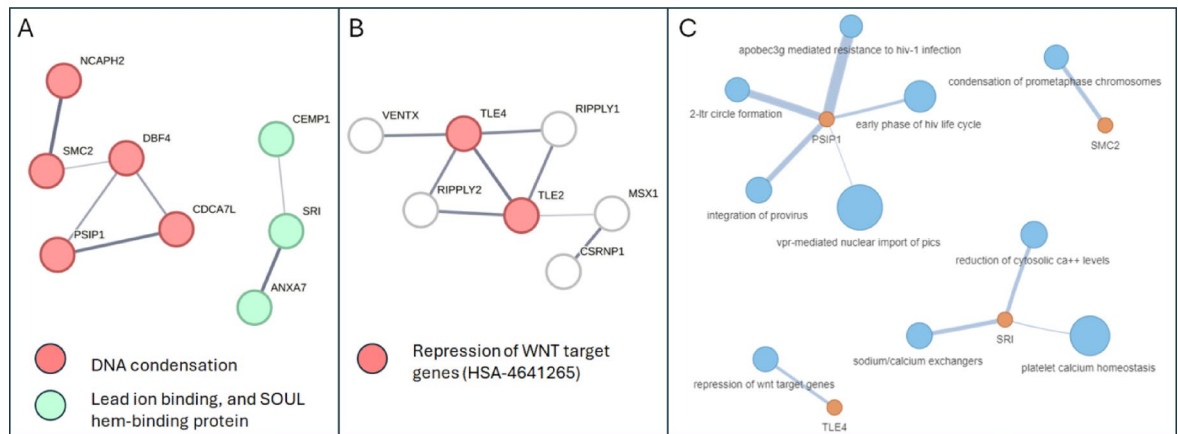 A
NCAPH2
SMC2
DBF4
CDCA7L
PSIP1
CEMP1
SRI
ANXA7
DNA condensation
Lead ion binding, and SOUL
hem-binding protein
B
VENTX
TLE4
RIPPLY1
RIPPLY2
TLE2
MSX1
CSRNP1
Repression of WNT target
genes (HSA-4641265)
C
apobec3g mediated resistance to hiv-1 infection
2-ltr circle formation
PSIP1
early phase of hiv life cycle
integration of provirus
vpr-mediated nuclear import of pics
condensation of prometaphase chromosomes
SMC2
reduction of cytosolic ca++ levels
SRI
sodium/calcium exchangers
platelet calcium homeostasis
repression of wnt target genes
TLE4